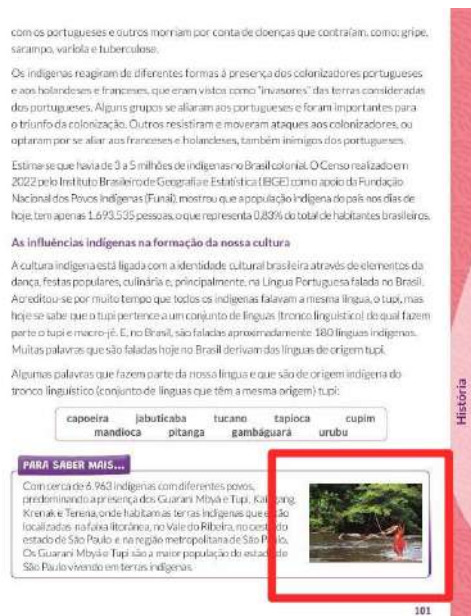 com os portugueses e outros morriam por conta de doenças que contraíam, como: gripe,
sarampo, varíola e tuberculose.
Os indígenas reagiram de diferentes formas à presença dos colonizadores portugueses
e aos holandeses e franceses, que eram vistos como "invasores" das terras consideradas
dos portugueses. Alguns grupos se aliaram aos portugueses e foram importantes para
o triunfo da colonização. Outros resistiram e moveram ataques aos colonizadores, ou
optaram por se aliar aos franceses e holandeses, também inimigos dos portugueses.
Estima-se que havia de 3 a 5 milhões de indígenas no Brasil colonial. O Censo realizado em
2022 pelo Instituto Brasileiro de Geografia e Estatística (IBGE) com o apoio da Fundação
Nacional dos Povos Indígenas (Funai), mostrou que a população indígena do país nos dias de
hoje, tem apenas 1.693.535 pessoas, o que representa 0,83% do total de habitantes brasileiros.
As influências indígenas na formação da nossa cultura
A cultura indígena está ligada com a identidade cultural brasileira através de elementos da
dança, festas populares, culinária e, principalmente, na Língua Portuguesa falada no Brasil.
Acreditou-se por muito tempo que todos os indígenas falavam a mesma língua, o tupi, mas
hoje se sabe que o tupi pertence a um conjunto de línguas (tronco linguístico) do qual fazem
parte o tupi e macro-jê. E, no Brasil, são faladas aproximadamente 180 línguas indígenas.
Muitas palavras que são faladas hoje no Brasil derivam das línguas de origem tupi.
Algumas palavras que fazem parte da nossa língua e que são de origem indígena do
tronco linguístico (conjunto de línguas que têm a mesma origem) tupi:
capoeira jabuticaba tucano tapioca cupim
mandioca pitanga gambáguará urubu
PARA SABER MAIS...
Com cerca de 6.963 indígenas com diferentes povos,
predominando a presença dos Guarani Mbyá e Tupi, Kaingang,
Krenak e Terena, onde habitam as terras indígenas que estão
localizadas na faixa litorânea, no Vale do Ribeira, no oeste do
estado de São Paulo e na região metropolitana de São Paulo.
Os Guarani Mbyá e Tupi são a maior população do estado de
São Paulo vivendo em terras indígenas.
História
101